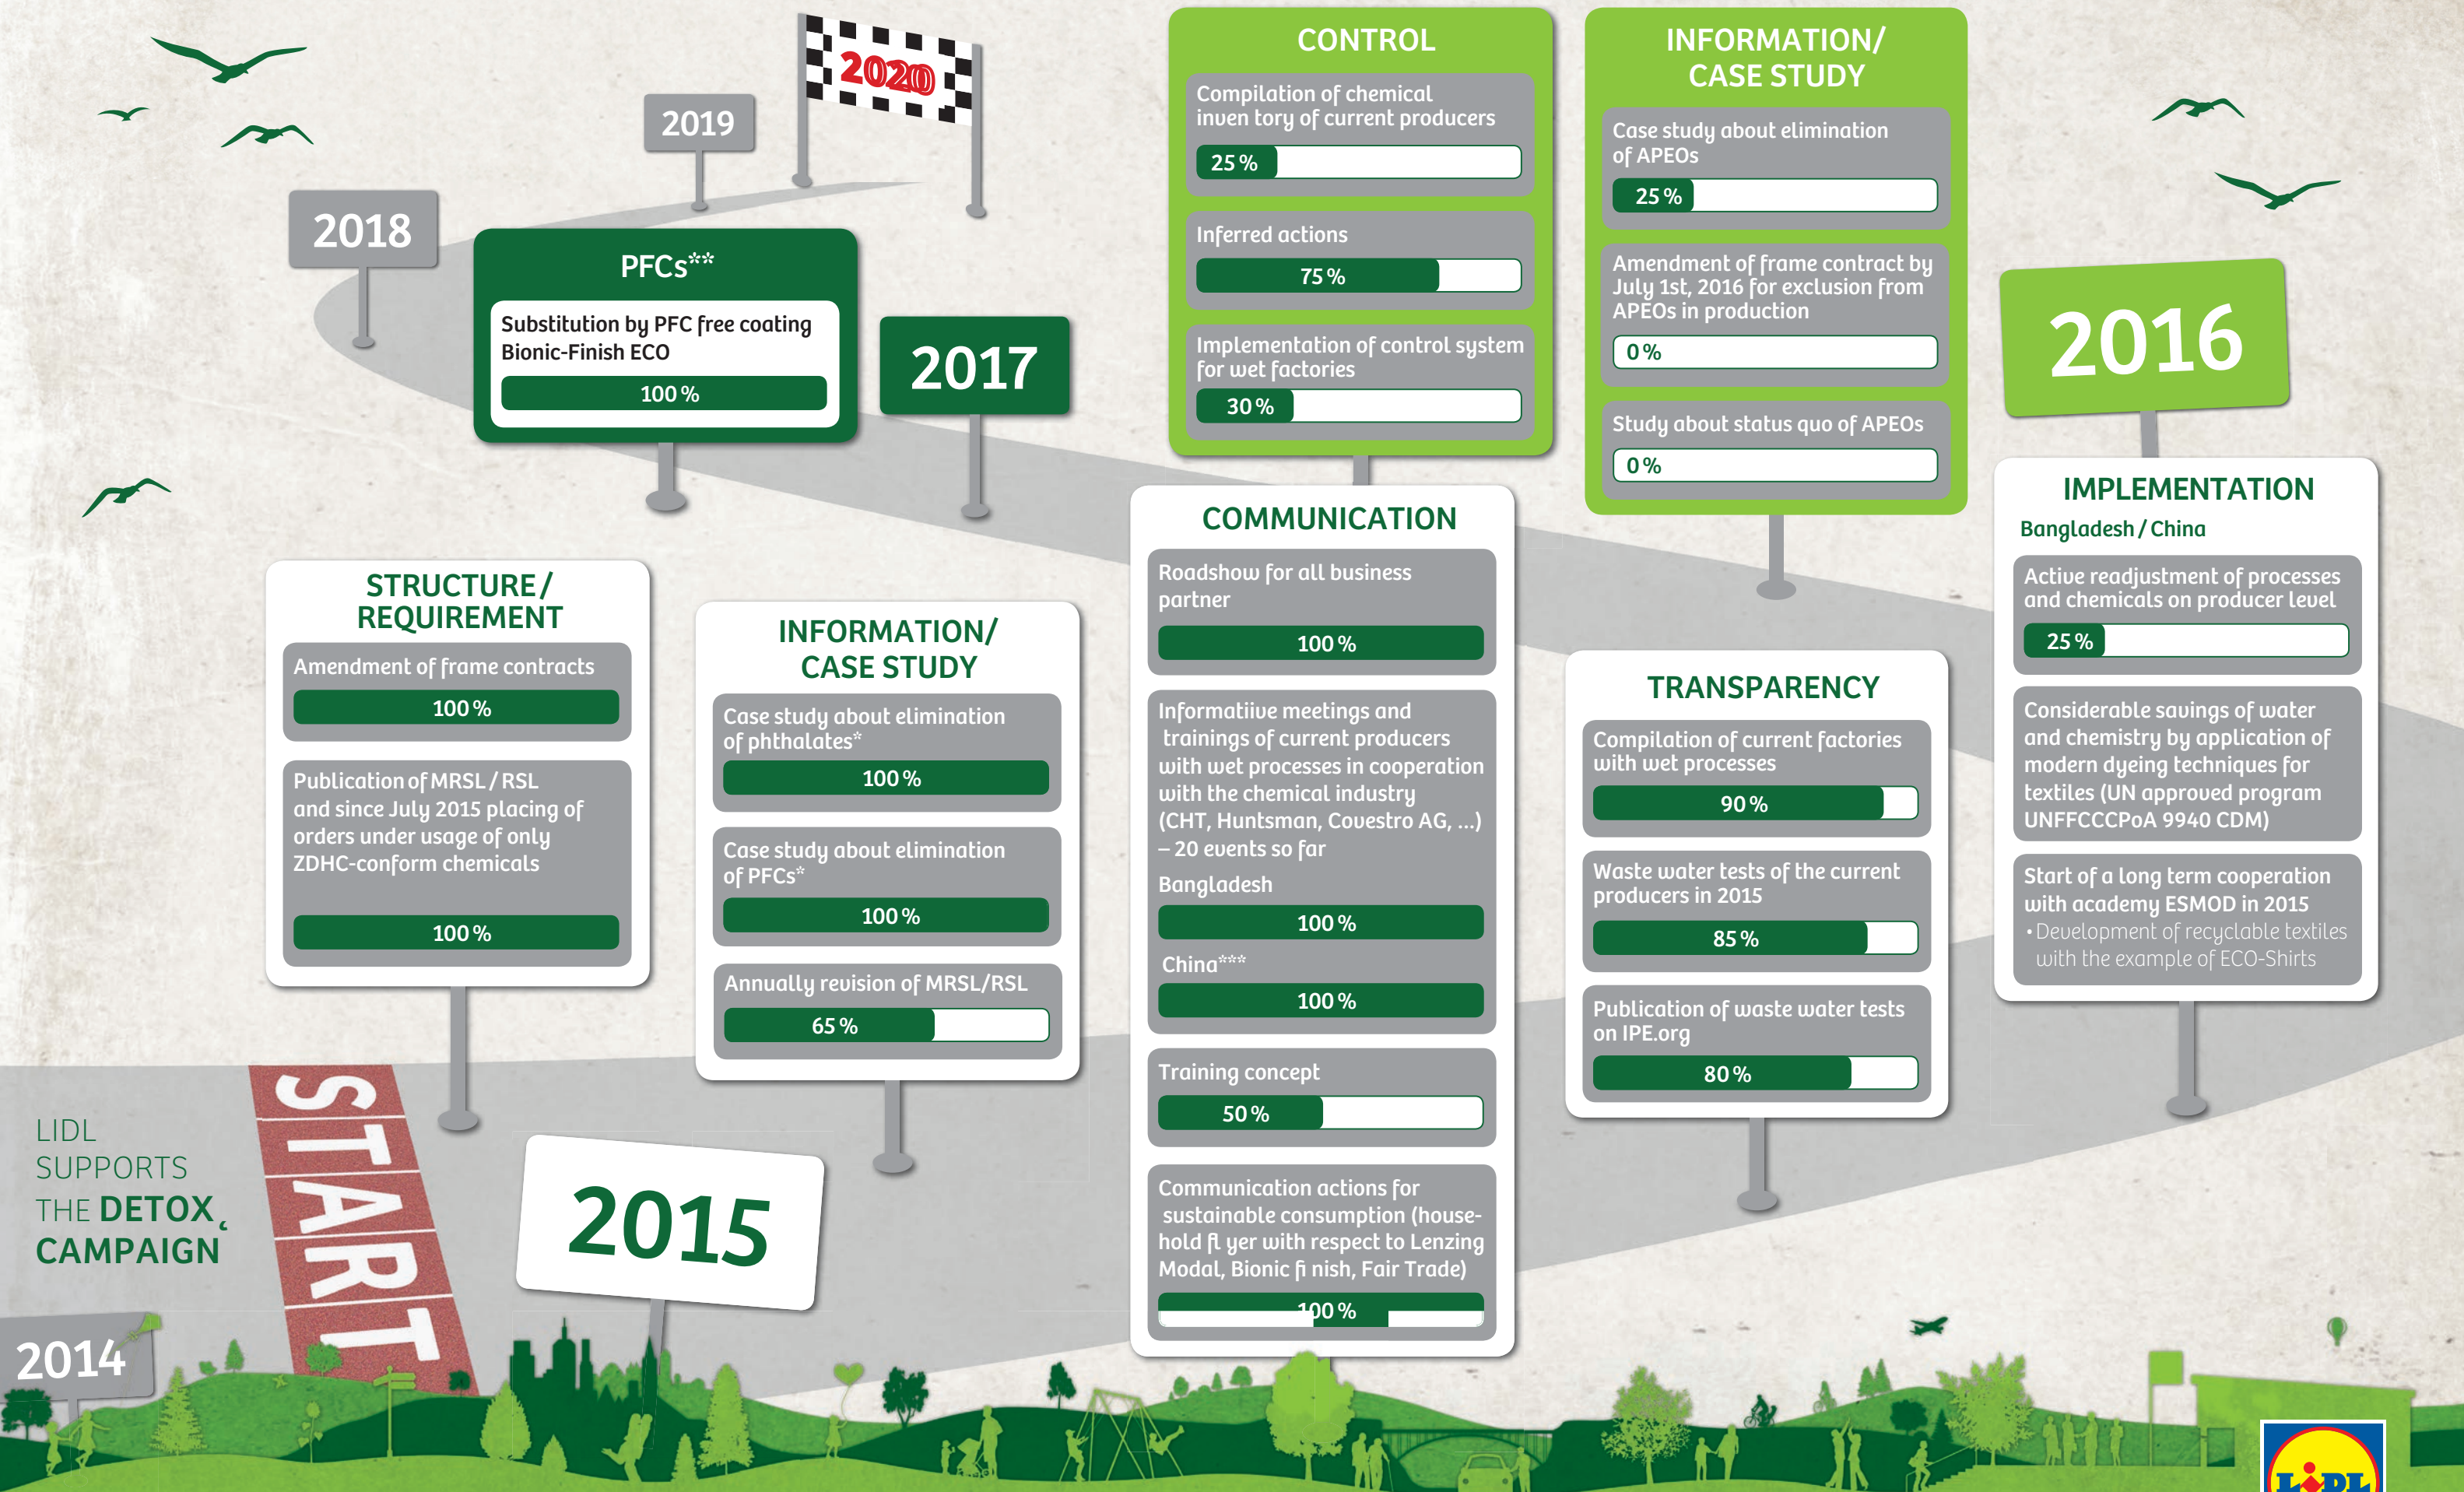 2020
2019
2018
PFCs**
Substitution by PFC free coating
Bionic-Finish ECO
100 %
2017
CONTROL
Compilation of chemical
inven tory of current producers
25 %
Inferred actions
75 %
Implementation of control system
for wet factories
30 %
INFORMATION/
CASE STUDY
Case study about elimination
of APEOs
25 %
Amendment of frame contract by
July 1st, 2016 for exclusion from
APEOs in production
0 %
Study about status quo of APEOs
0 %
2016
STRUCTURE /
REQUIREMENT
Amendment of frame contracts
100 %
Publication of MRSL / RSL
and since July 2015 placing of
orders under usage of only
ZDHC-conform chemicals
100 %
INFORMATION/
CASE STUDY
Case study about elimination
of phthalates*
100 %
Case study about elimination
of PFCs*
100 %
Annually revision of MRSL/RSL
65 %
COMMUNICATION
Roadshow for all business
partner
100 %
Informatiive meetings and
trainings of current producers
with wet processes in cooperation
with the chemical industry
(CHT, Huntsman, Covestro AG, ...)
– 20 events so far
Bangladesh
100 %
China***
100 %
Training concept
50 %
Communication actions for
sustainable consumption (house-
hold fl yer with respect to Lenzing
Modal, Bionic fi nish, Fair Trade)
100 %
TRANSPARENCY
Compilation of current factories
with wet processes
90 %
Waste water tests of the current
producers in 2015
85 %
Publication of waste water tests
on IPE.org
80 %
IMPLEMENTATION
Bangladesh / China
Active readjustment of processes
and chemicals on producer level
25 %
Considerable savings of water
and chemistry by application of
modern dyeing techniques for
textiles (UN approved program
UNFFCCCPoA 9940 CDM)
Start of a long term cooperation
with academy ESMOD in 2015
• Development of recyclable textiles
with the example of ECO-Shirts
LIDL
SUPPORTS
THE DETOX
CAMPAIGN
START
2015
2014
LIDL